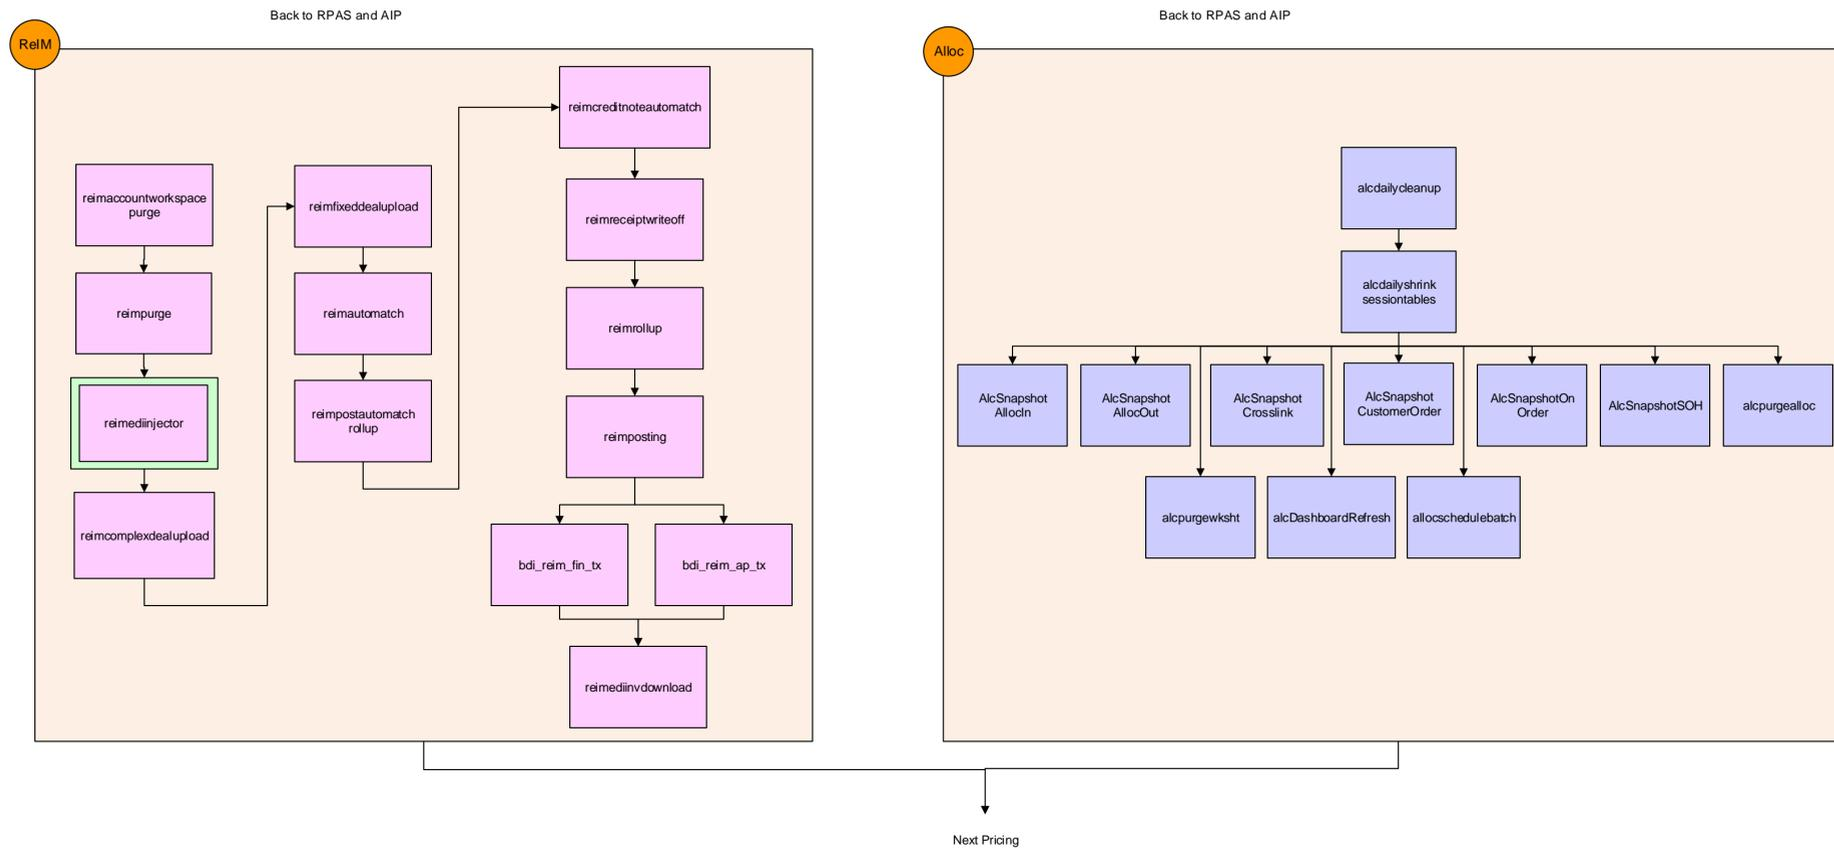 Back to RPAS and AIP
ReIM
reimaccountworkspace
purge
reimpurge
reimediinjector
reimcomplexdealupload
reimfixeddealupload
reimautomatch
reimpostautomatch
rollup
reimcreditnoteautomatch
reimreceiptwriteoff
reimrollup
reimposting
bdi_reim_fin_tx
bdi_reim_ap_tx
reimediinvdownload
Back to RPAS and AIP
Alloc
alcdailycleanup
alcdailyshrink
sessiontables
AlcSnapshot
AllocIn
AlcSnapshot
AllocOut
AlcSnapshot
Crosslink
AlcSnapshot
CustomerOrder
AlcSnapshotOn
Order
AlcSnapshotSOH
alcpurgealloc
alcpurgewksht
alcDashboardRefresh
allocschedulebatch
Next Pricing